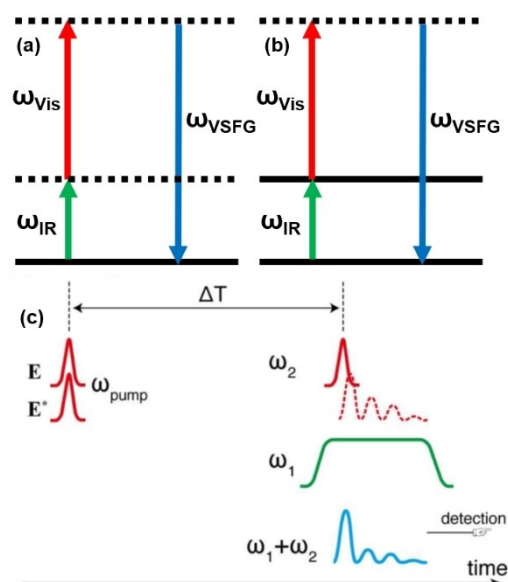 (a)
ωVis
ωVSFG
ωIR
(b)
ωVis
ωVSFG
ωIR
(c)
ΔT
E
E*
ωpump
ω2
ω1
ω1+ω2
detection
time